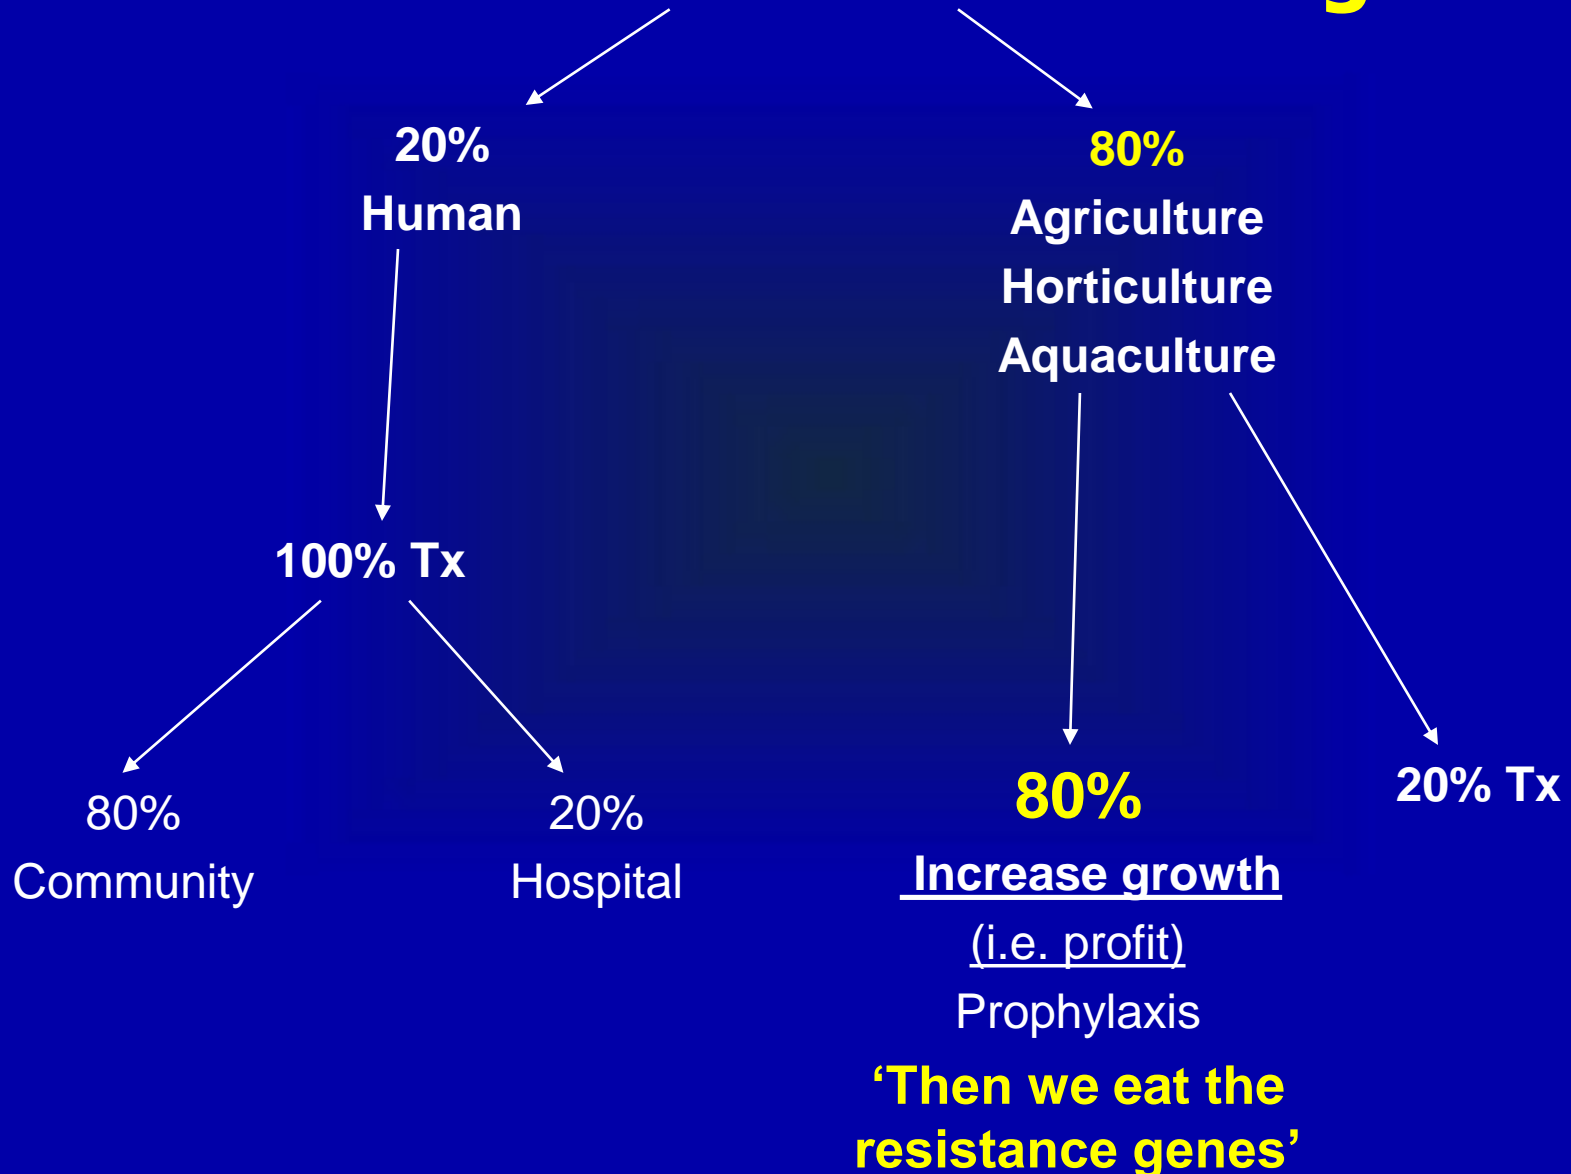 20%
Human
80%
Agriculture
Horticulture
Aquaculture
100% Tx
80%
Community
20%
Hospital
80%
Increase growth
(i.e. profit)
Prophylaxis
‘Then we eat the
resistance genes’
20% Tx